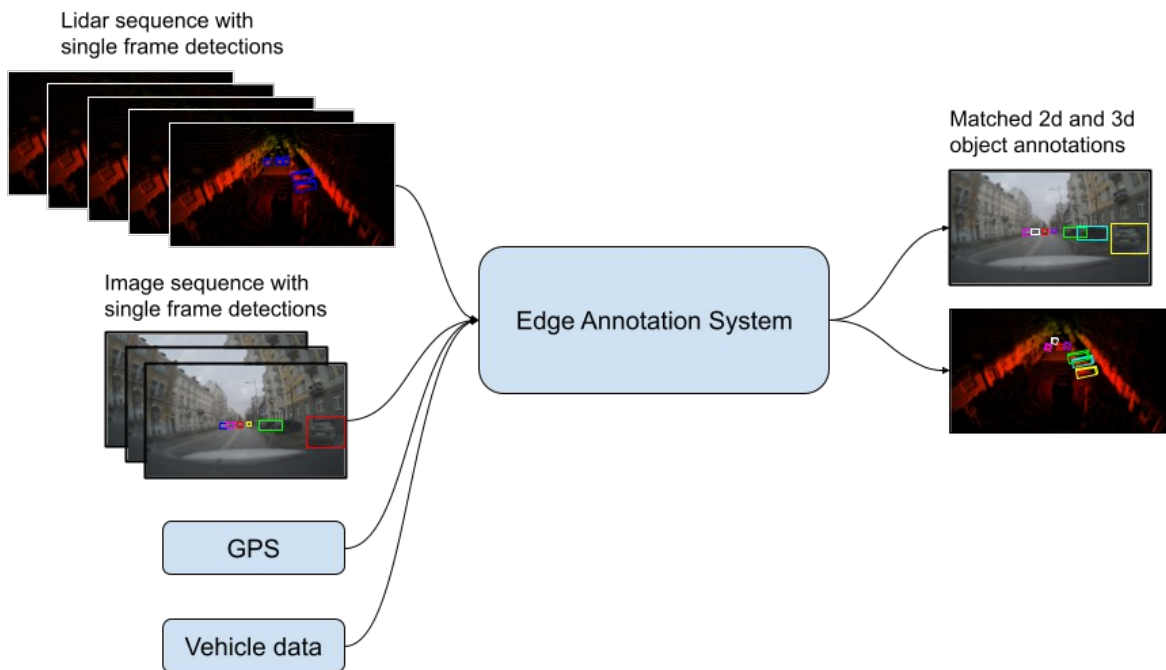 Lidar sequence with
single frame detections
Image sequence with
single frame detections
GPS
Vehicle data
Edge Annotation System
Matched 2d and 3d
object annotations